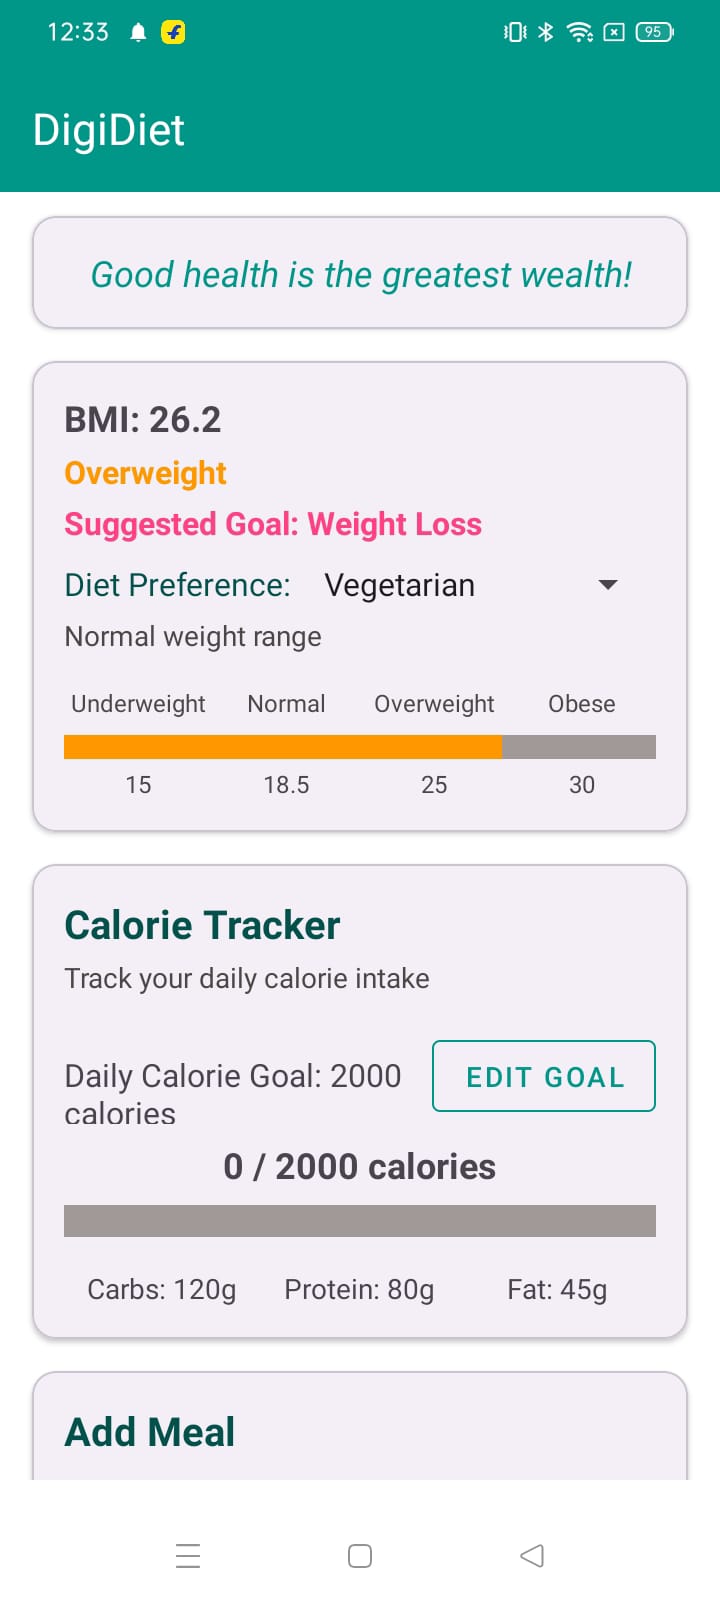 12:33
95
DigiDiet
Good health is the greatest wealth!
BMI: 26.2
Overweight
Suggested Goal: Weight Loss
Diet Preference: Vegetarian
Normal weight range
Underweight Normal Overweight Obese
15 18.5 25 30
Calorie Tracker
Track your daily calorie intake
Daily Calorie Goal: 2000
calories
EDIT GOAL
0 / 2000 calories
Carbs: 120g Protein: 80g Fat: 45g
Add Meal